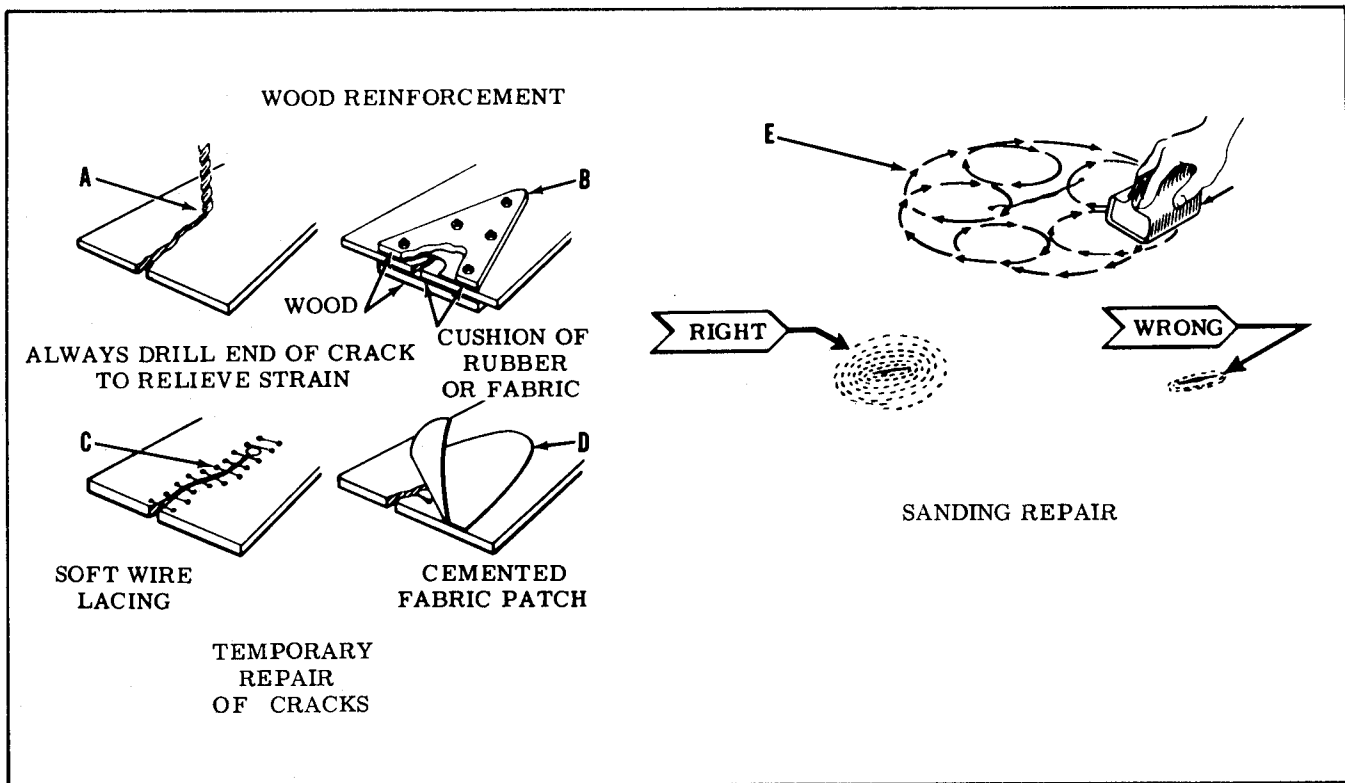 WOOD REINFORCEMENT
A
B
WOOD
CUSHION OF
RUBBER
OR FABRIC
ALWAYS DRILL END OF CRACK
TO RELIEVE STRAIN
C
D
SOFT WIRE
LACING
CEMENTED
FABRIC PATCH
TEMPORARY
REPAIR
OF CRACKS
E
RIGHT
WRONG
SANDING REPAIR